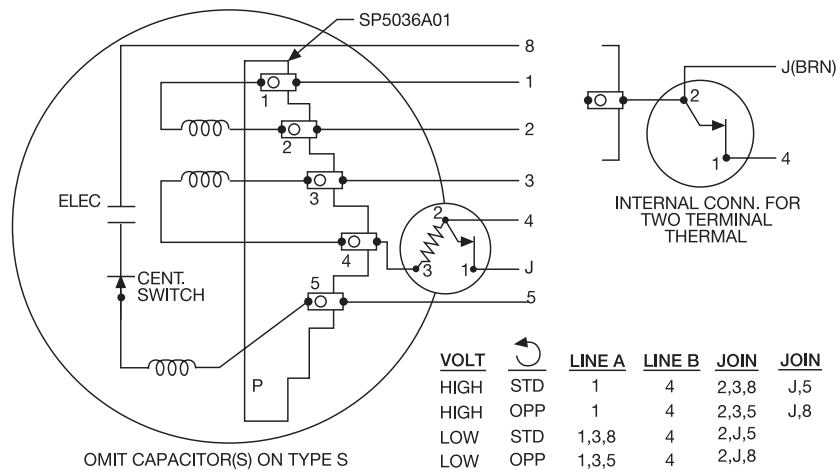 SP5036A01
8
1
1
2
2
3
3
ELEC
4
2
4
3
1
J
CENT.
SWITCH
5
5
P
OMIT CAPACITOR(S) ON TYPE S
J(BRN)
2
1
4
INTERNAL CONN. FOR
TWO TERMINAL
THERMAL
VOLT LINE A LINE B JOIN JOIN
HIGH STD 1 4 2,3,8 J,5
HIGH OPP 1 4 2,3,5 J,8
LOW STD 1,3,8 4 2,J,5
LOW OPP 1,3,5 4 2,J,8